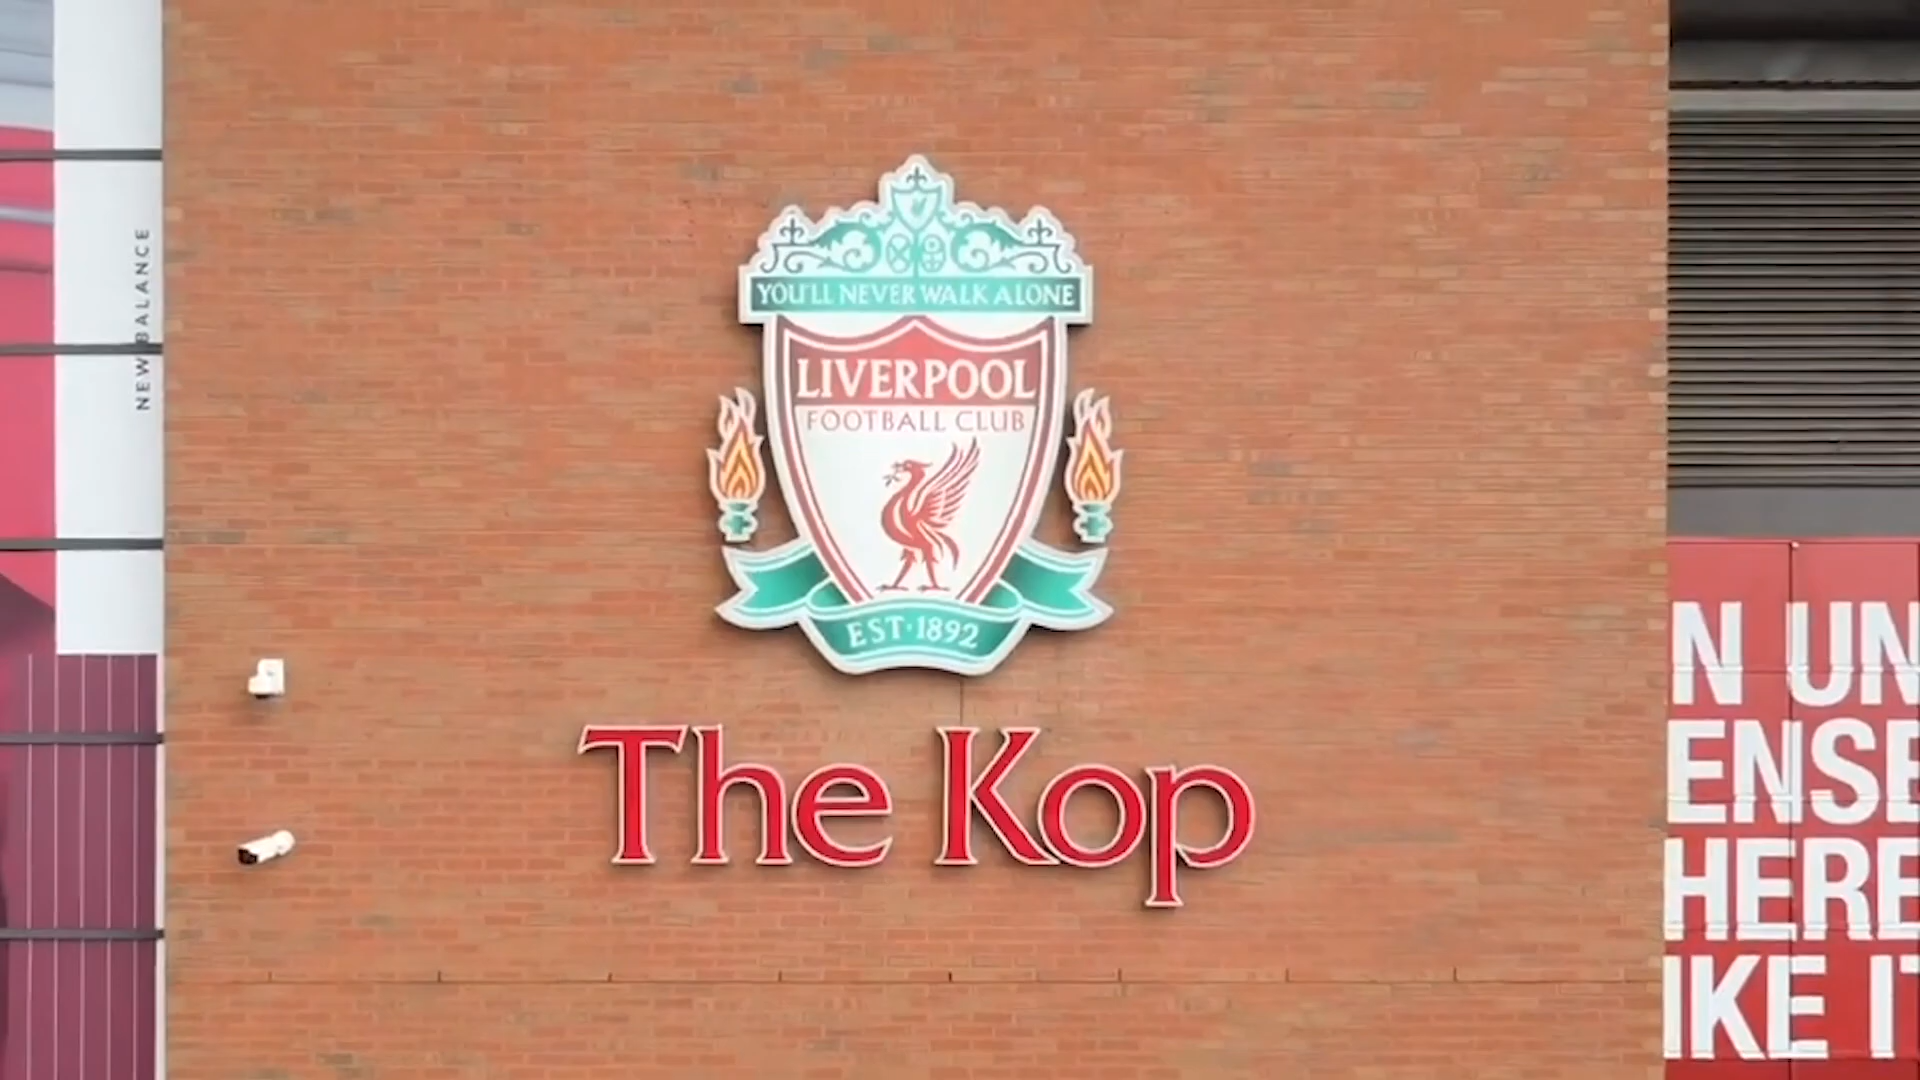 NEW BALANCE
YOU'LL NEVER WALK ALONE
LIVERPOOL
FOOTBALL CLUB
EST·1892
The Kop
N UN
ENSE
HERE
IKE IT